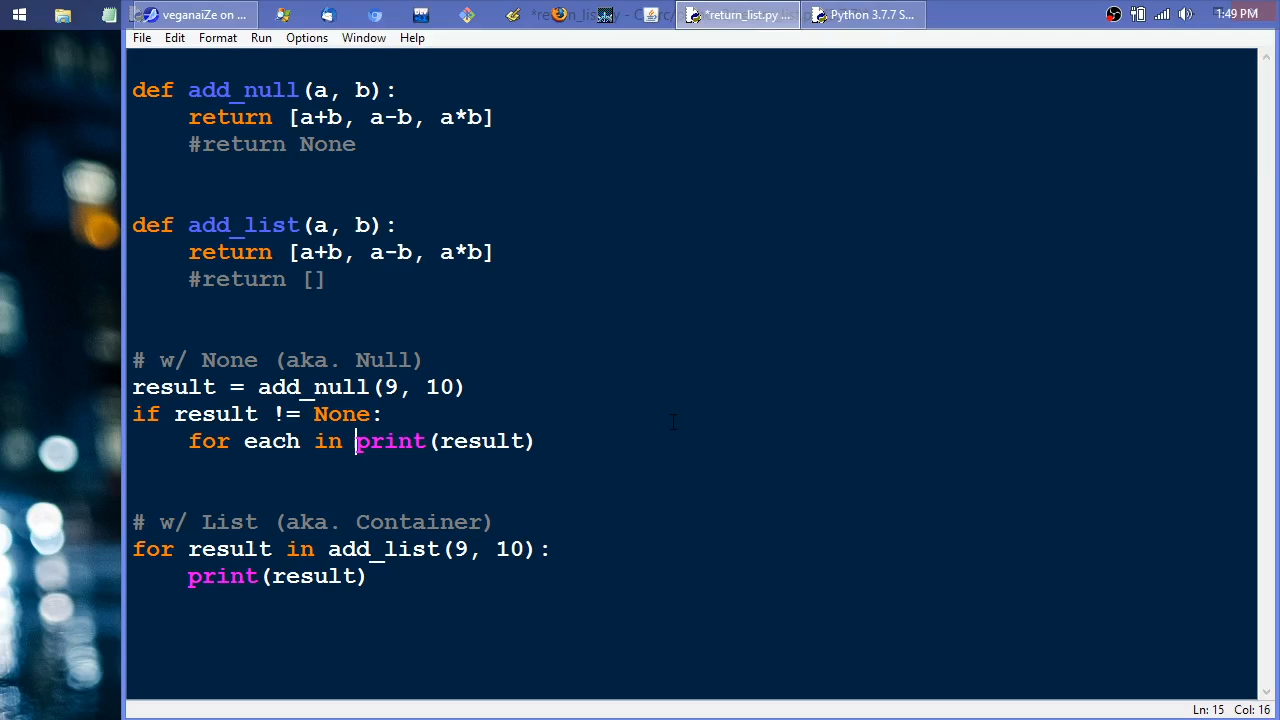 veganaiZe on ...
*return_list.py ...
Python 3.7.7 S...
1:49 PM
File Edit Format Run Options Window Help
def add_null(a, b):
    return [a+b, a-b, a*b]
    #return None
def add_list(a, b):
    return [a+b, a-b, a*b]
    #return []
# w/ None (aka. Null)
result = add_null(9, 10)
if result != None:
    for each in print(result)
# w/ List (aka. Container)
for result in add_list(9, 10):
    print(result)
Ln: 15 Col: 16